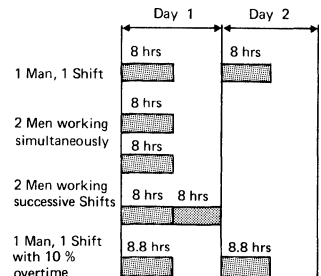 Day 1 Day 2
8 hrs 8 hrs
1 Man, 1 Shift
8 hrs
2 Men working
simultaneously
8 hrs
2 Men working
successive Shifts
8 hrs 8 hrs
1 Man, 1 Shift
with 10 %
overtime
8.8 hrs 8.8 hrs